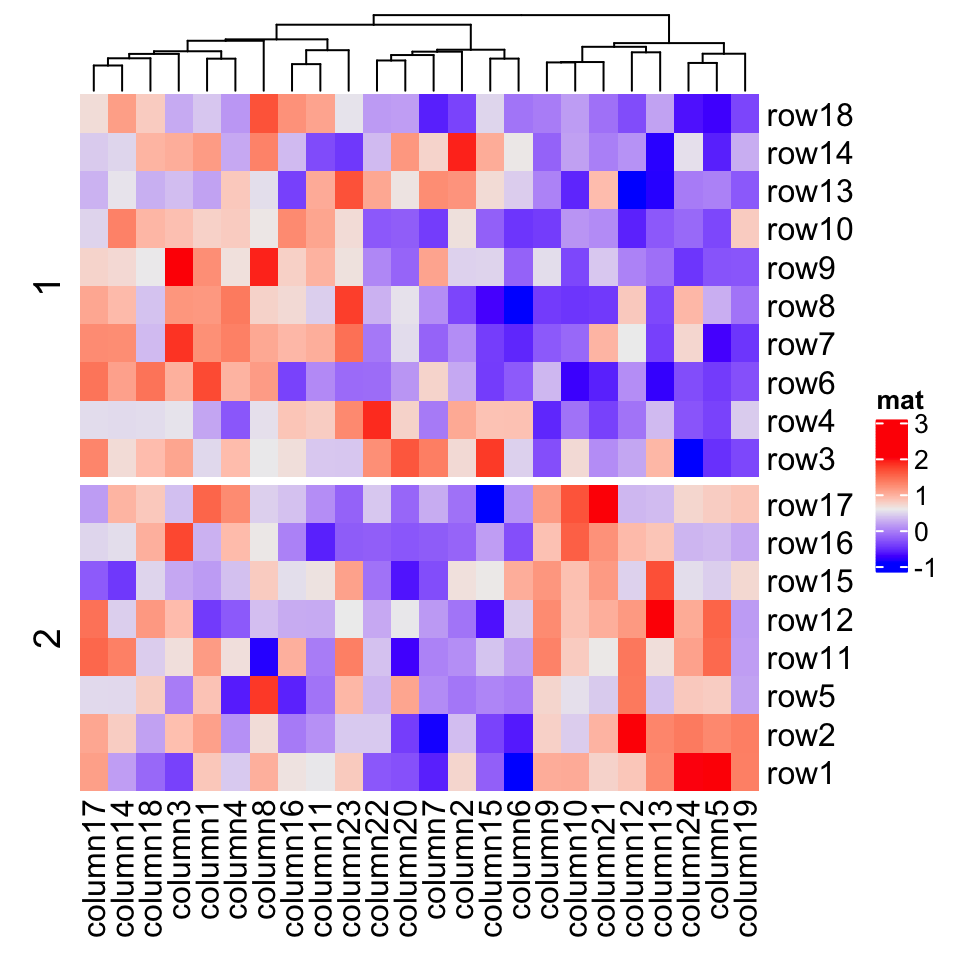 row18
row14
row13
row10
row9
row8
row7
row6
row4
row3
1
row17
row16
row15
row12
row11
row5
row2
row1
2
column17
column14
column18
column3
column1
column4
column8
column16
column11
column23
column22
column20
column7
column2
column15
column6
column9
column10
column21
column12
column13
column24
column5
column19
mat
3
2
1
0
-1